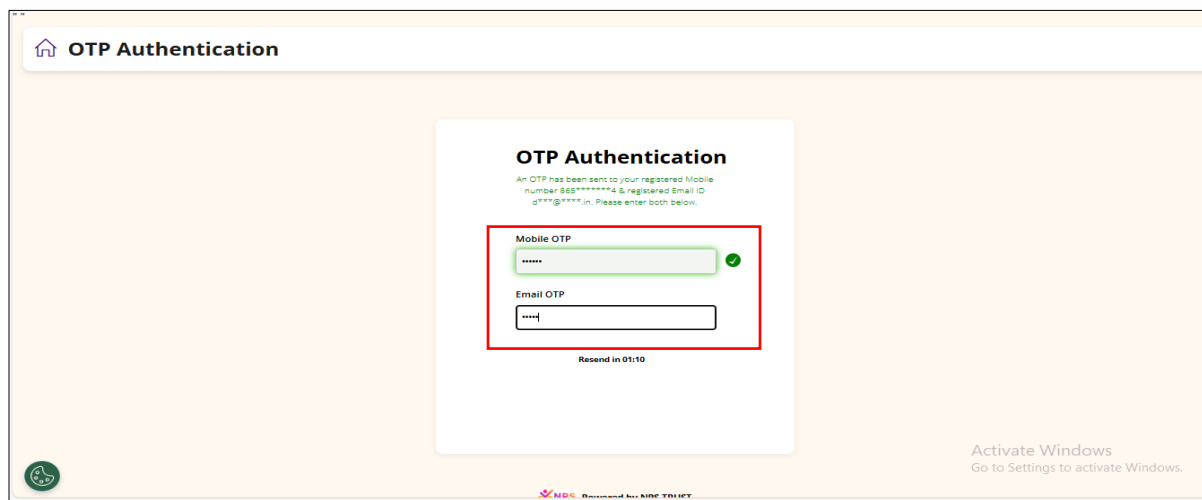 " "
OTP Authentication
OTP Authentication
An OTP has been sent to your registered Mobile
number 865*******4 & registered Email ID
d***@****.in. Please enter both below.
Mobile OTP
••••••
Email OTP
•••••
Resend in 01:10
Activate Windows
Go to Settings to activate Windows.
NPS Powered by NPS TRUST